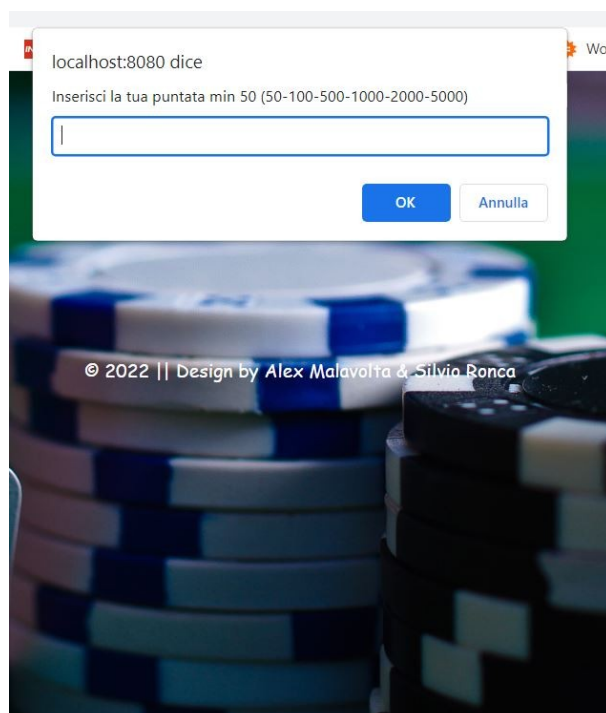 Wo
localhost:8080 dice
Inserisci la tua puntata min 50 (50-100-500-1000-2000-5000)
OK
Annulla
© 2022 || Design by Alex Malavolta & Silvio Ronca